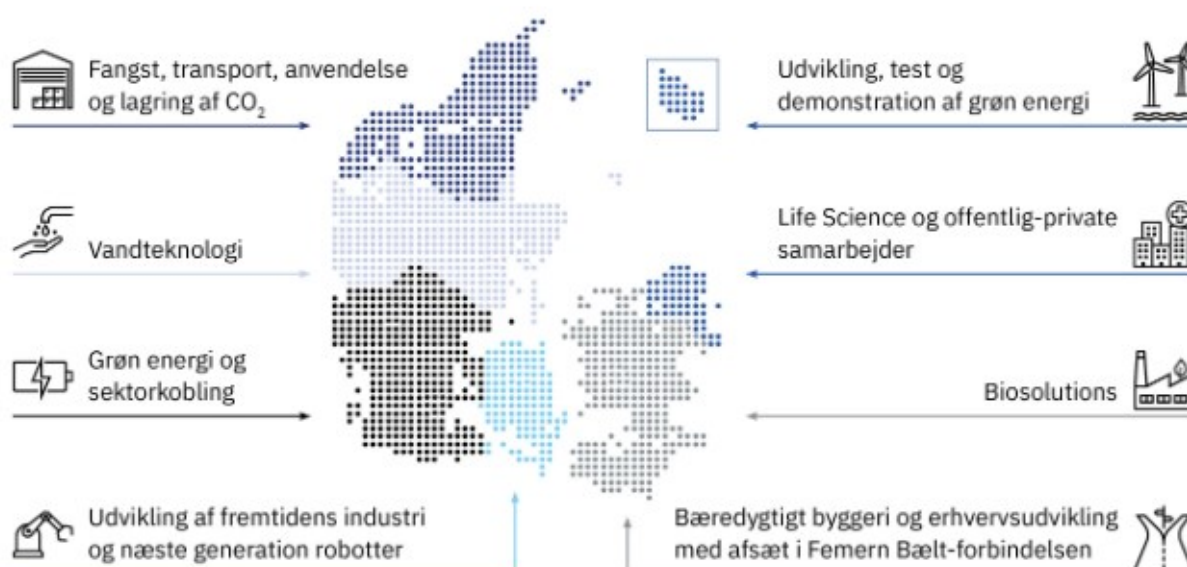 Fangst, transport, anvendelse
og lagring af CO₂
Udvikling, test og
demonstration af grøn energi
Vandteknologi
Life Science og offentlig-private
samarbejder
Grøn energi og
sektorkobling
Biosolutions
Udvikling af fremtidens industri
og næste generation robotter
Bæredygtigt byggeri og erhvervsudvikling
med afsæt i Femern Bælt-forbindelsen